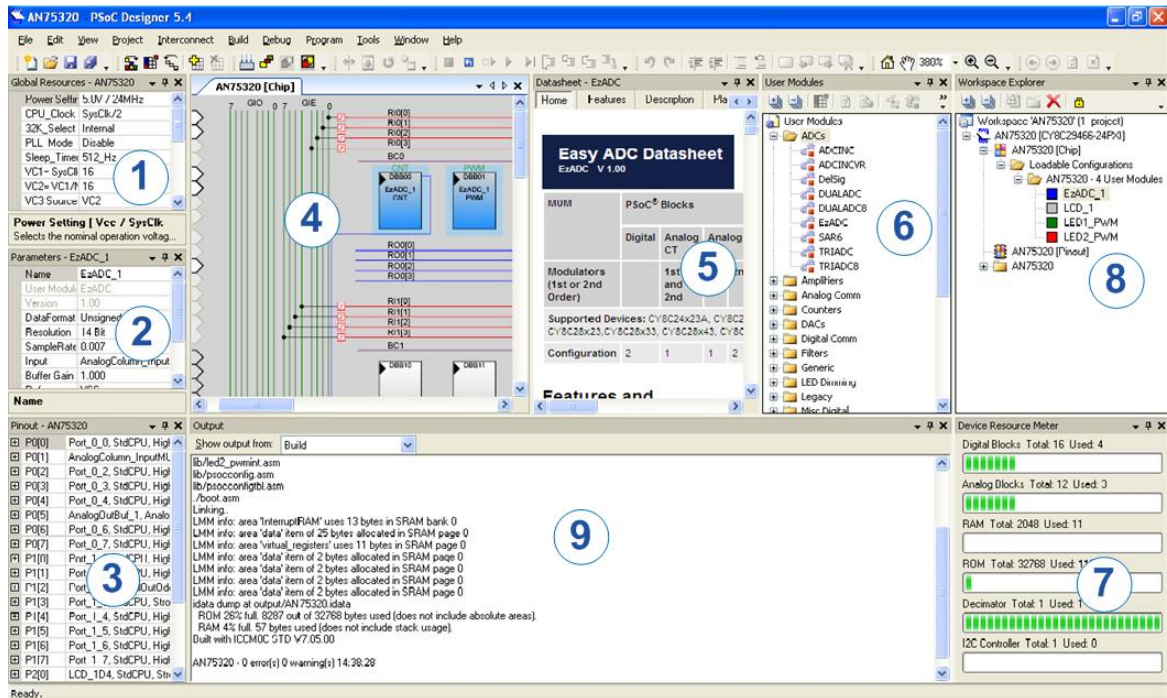 AN75320 - PSoC Designer 5.4
File Edit View Project Interconnect Build Debug Program Tools Window Help
380%
Global Resources - AN75320
Power Settir 5.0V / 24MHz
CPU_Clock SysClk/2
32K_Select Internal
PLL Mode Disable
Sleep_Timer 512_Hz
VC1= SysClk 16
VC2= VC1/N 16
VC3 Source VC2
1
Power Setting [ Vcc / SysClk
Selects the nominal operation voltag...
Parameters - EzADC_1
Name EzADC_1
User Module EzADC
Version 1.00
DataFormat Unsigned
Resolution 14 Bit
SampleRate 0.007
Input AnalogColumn_Input
Buffer Gain 1.000
2
Name
Pinout - AN75320
P0[0] Port_0_0, StdCPU, High
P0[1] AnalogColumn_InputMU
P0[2] Port_0_2, StdCPU, High
P0[3] Port_0_3, StdCPU, High
P0[4] Port_0_4, StdCPU, High
P0[5] AnalogOutBuf_1, Analo
P0[6] Port_0_6, StdCPU, High
P0[7] Port_0_7, StdCPU, High
P1[0]
P1[1]
P1[2]
P1[3] Port_1_3, StdCPU, Stro
P1[4] Port_1_4, StdCPU, High
P1[5] Port_1_5, StdCPU, High
P1[6] Port_1_6, StdCPU, High
P1[7] Port_1_7, StdCPU, High
P2[0] LCD_1D4, StdCPU, Stro
3
AN75320 [Chip]
7 GIO 0 7 GIE 0
RI0[0]
RI0[1]
RI0[2]
RI0[3]
BC0
CNT PWM
DBB00 DBB01
EzADC_1 EzADC_1
CNT PWM
RO0[0]
RO0[1]
RO0[2]
RO0[3]
RI1[0]
RI1[1]
RI1[2]
RI1[3]
BC1
DBB10 DBB11
4
Datasheet - EzADC
Home Features Description Pla
Easy ADC Datasheet
EzADC V 1.00
MUM PSoC® Blocks
Digital Analog CT Analog
Modulators (1st or 2nd Order)
1st and 2nd
Supported Devices: CY8C24x23A, CY8C2
CY8C28x23,CY8C28x33, CY8C28x43, CY8C
Configuration 2 1 1 2
Features and
5
User Modules
User Modules
ADCs
ADCINC
ADCINCVR
DelSig
DUALADC
DUALADC8
EzADC
SAR6
TRIADC
TRIADC8
Amplifiers
Analog Comm
Counters
DACs
Digital Comm
Filters
Generic
LED Dimming
Legacy
Misc Digital
6
Workspace Explorer
Workspace 'AN75320' (1 project)
AN75320 [CY8C29466-24PXI]
AN75320 [Chip]
Loadable Configurations
AN75320 - 4 User Modules
EzADC_1
LCD_1
LED1_PWM
LED2_PWM
AN75320 [Pinout]
AN75320
8
Output
Show output from: Build
lib/led2_pwmint.asm
lib/psocconfig.asm
lib/psocconfigtbl.asm
./boot.asm
Linking..
LMM info: area 'InterruptRAM' uses 13 bytes in SRAM bank 0
LMM info: area 'data' item of 25 bytes allocated in SRAM page 0
LMM info: area 'virtual_registers' uses 11 bytes in SRAM page 0
LMM info: area 'data' item of 2 bytes allocated in SRAM page 0
LMM info: area 'data' item of 2 bytes allocated in SRAM page 0
LMM info: area 'data' item of 2 bytes allocated in SRAM page 0
LMM info: area 'data' item of 2 bytes allocated in SRAM page 0
idata dump at output/AN75320.idata
ROM 26% full. 8287 out of 32768 bytes used (does not include absolute areas).
RAM 4% full. 57 bytes used (does not include stack usage).
Built with ICCM8C STD V7.05.00
AN75320 - 0 error(s) 0 warning(s) 14:38:28
9
Device Resource Meter
Digital Blocks Total: 16 Used: 4
Analog Blocks Total: 12 Used: 3
RAM Total: 2048 Used: 11
ROM Total: 32768 Used:
Decimator Total: 1 Used: 1
I2C Controller Total: 1 Used: 0
7
Ready.